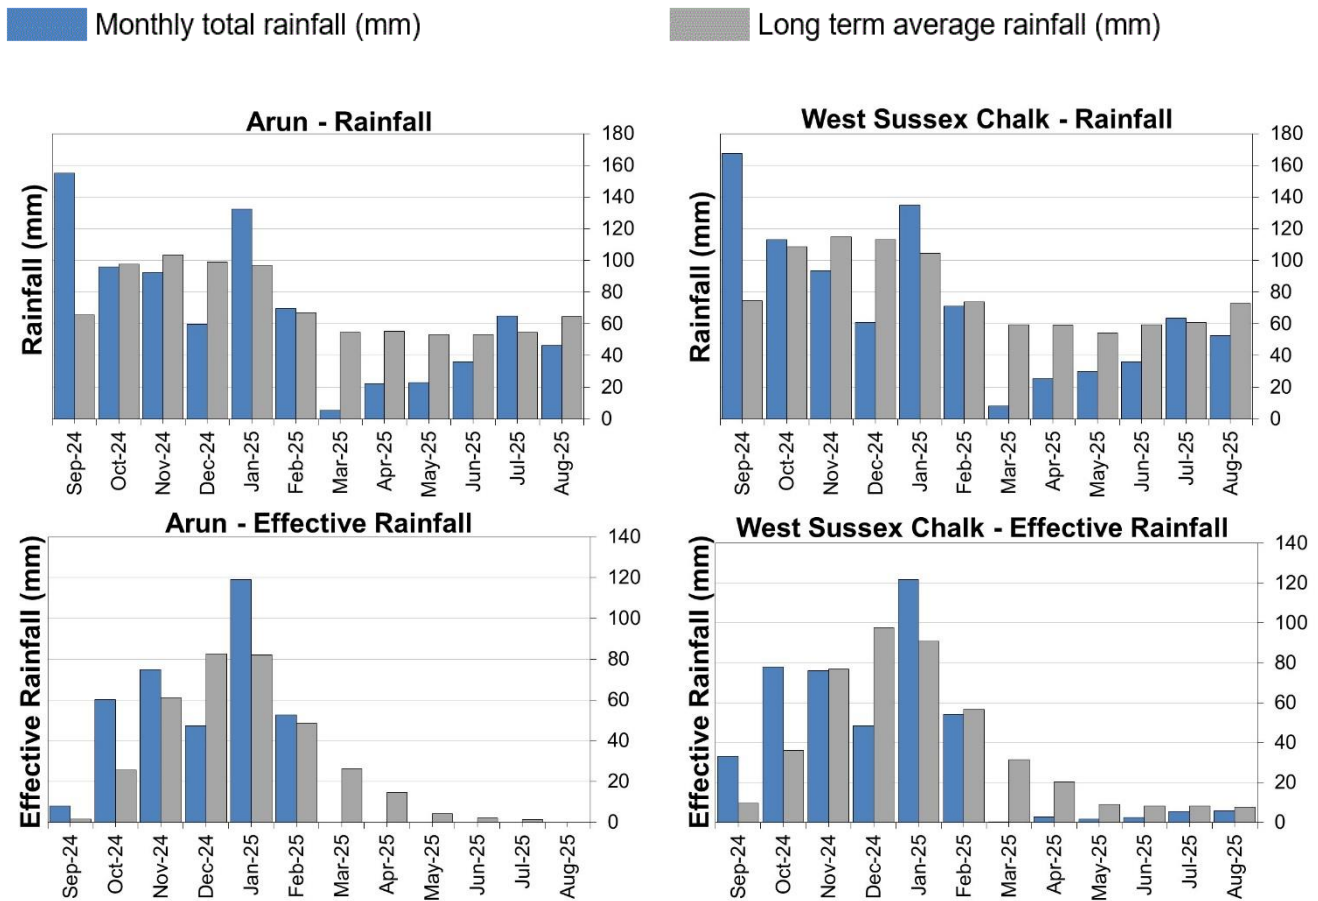 Monthly total rainfall (mm)
Long term average rainfall (mm)
Arun - Rainfall
Rainfall (mm)
180
160
140
120
100
80
60
40
20
0
Sep-24
Oct-24
Nov-24
Dec-24
Jan-25
Feb-25
Mar-25
Apr-25
May-25
Jun-25
Jul-25
Aug-25
West Sussex Chalk - Rainfall
Rainfall (mm)
180
160
140
120
100
80
60
40
20
0
Sep-24
Oct-24
Nov-24
Dec-24
Jan-25
Feb-25
Mar-25
Apr-25
May-25
Jun-25
Jul-25
Aug-25
Arun - Effective Rainfall
Effective Rainfall (mm)
140
120
100
80
60
40
20
0
Sep-24
Oct-24
Nov-24
Dec-24
Jan-25
Feb-25
Mar-25
Apr-25
May-25
Jun-25
Jul-25
Aug-25
West Sussex Chalk - Effective Rainfall
Effective Rainfall (mm)
140
120
100
80
60
40
20
0
Sep-24
Oct-24
Nov-24
Dec-24
Jan-25
Feb-25
Mar-25
Apr-25
May-25
Jun-25
Jul-25
Aug-25